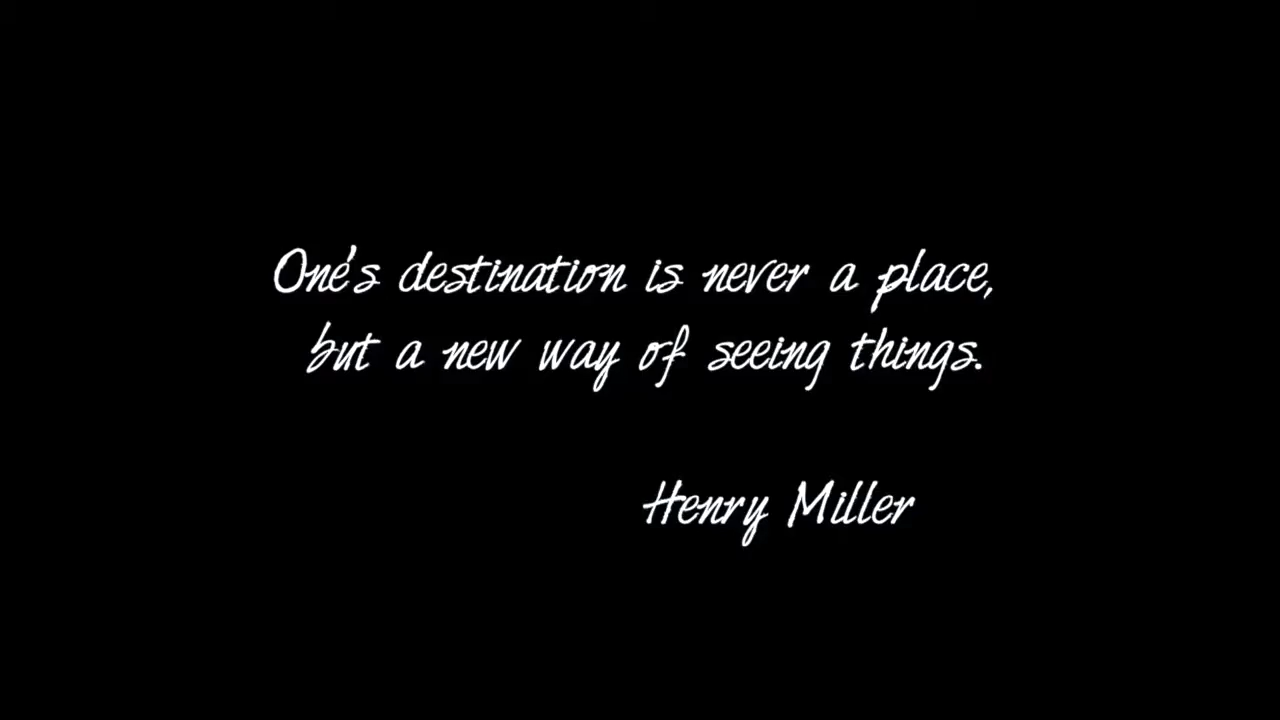 One's destination is never a place,
but a new way of seeing things.
Henry Miller